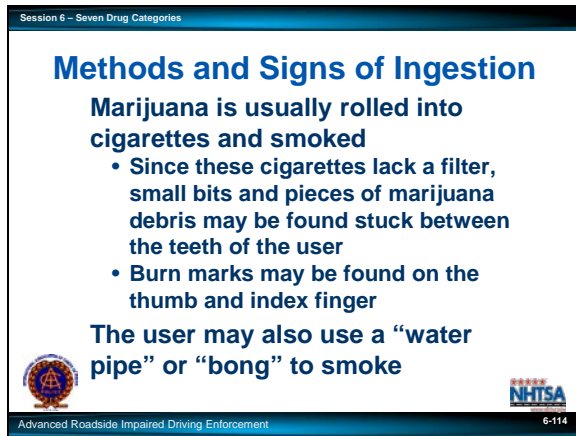 Session 6 – Seven Drug Categories
Methods and Signs of Ingestion
Marijuana is usually rolled into
cigarettes and smoked
• Since these cigarettes lack a filter,
small bits and pieces of marijuana
debris may be found stuck between
the teeth of the user
• Burn marks may be found on the
thumb and index finger
The user may also use a “water
pipe” or “bong” to smoke
NHTSA
Advanced Roadside Impaired Driving Enforcement
6-114